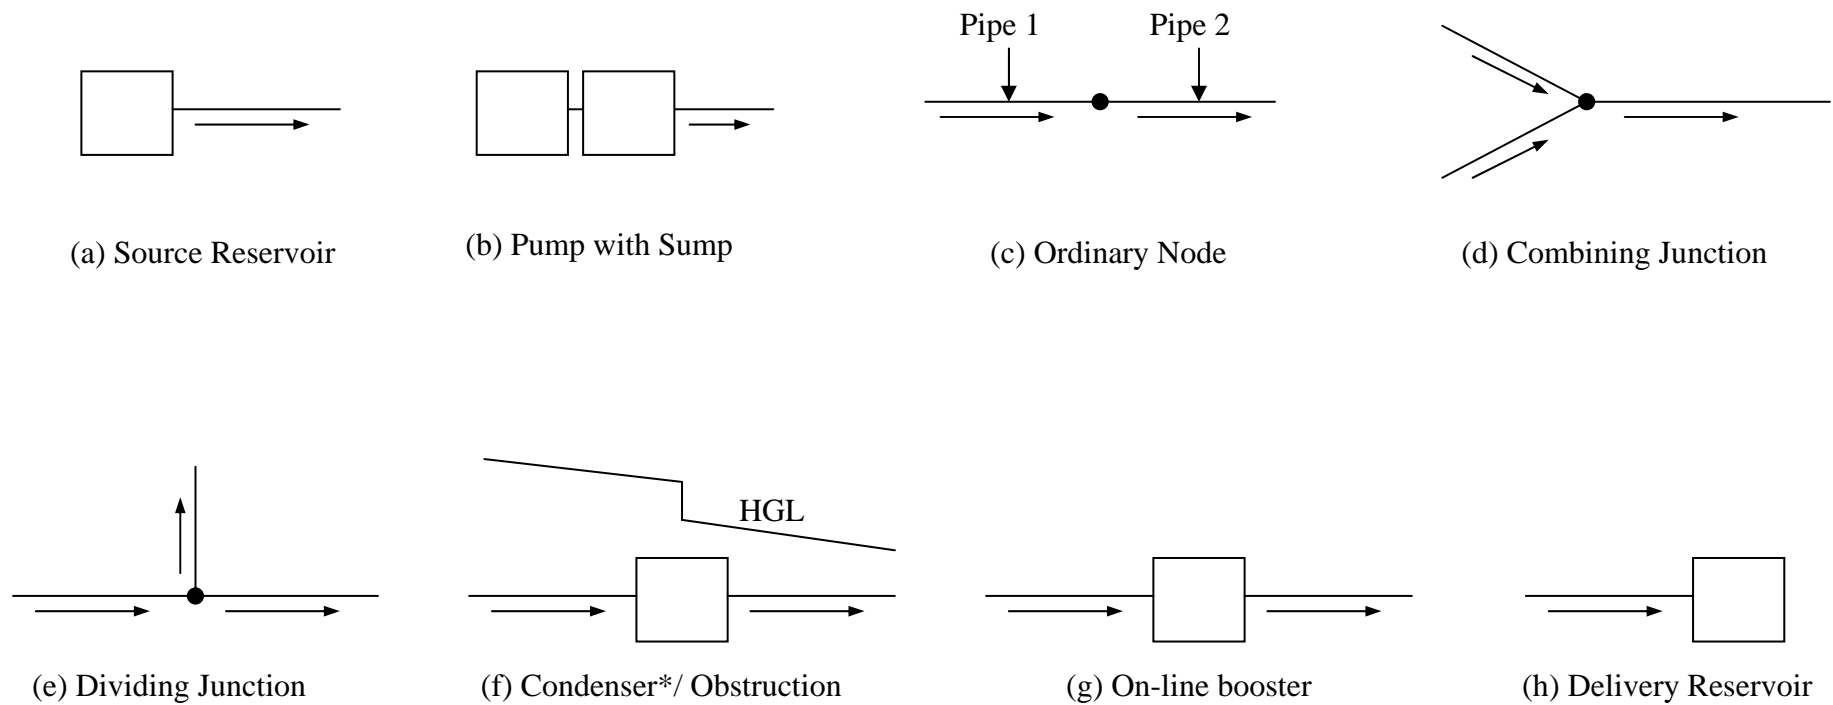 Pipe 1
Pipe 2
(a) Source Reservoir
(b) Pump with Sump
(c) Ordinary Node
(d) Combining Junction
HGL
(e) Dividing Junction
(f) Condenser*/ Obstruction
(g) On-line booster
(h) Delivery Reservoir